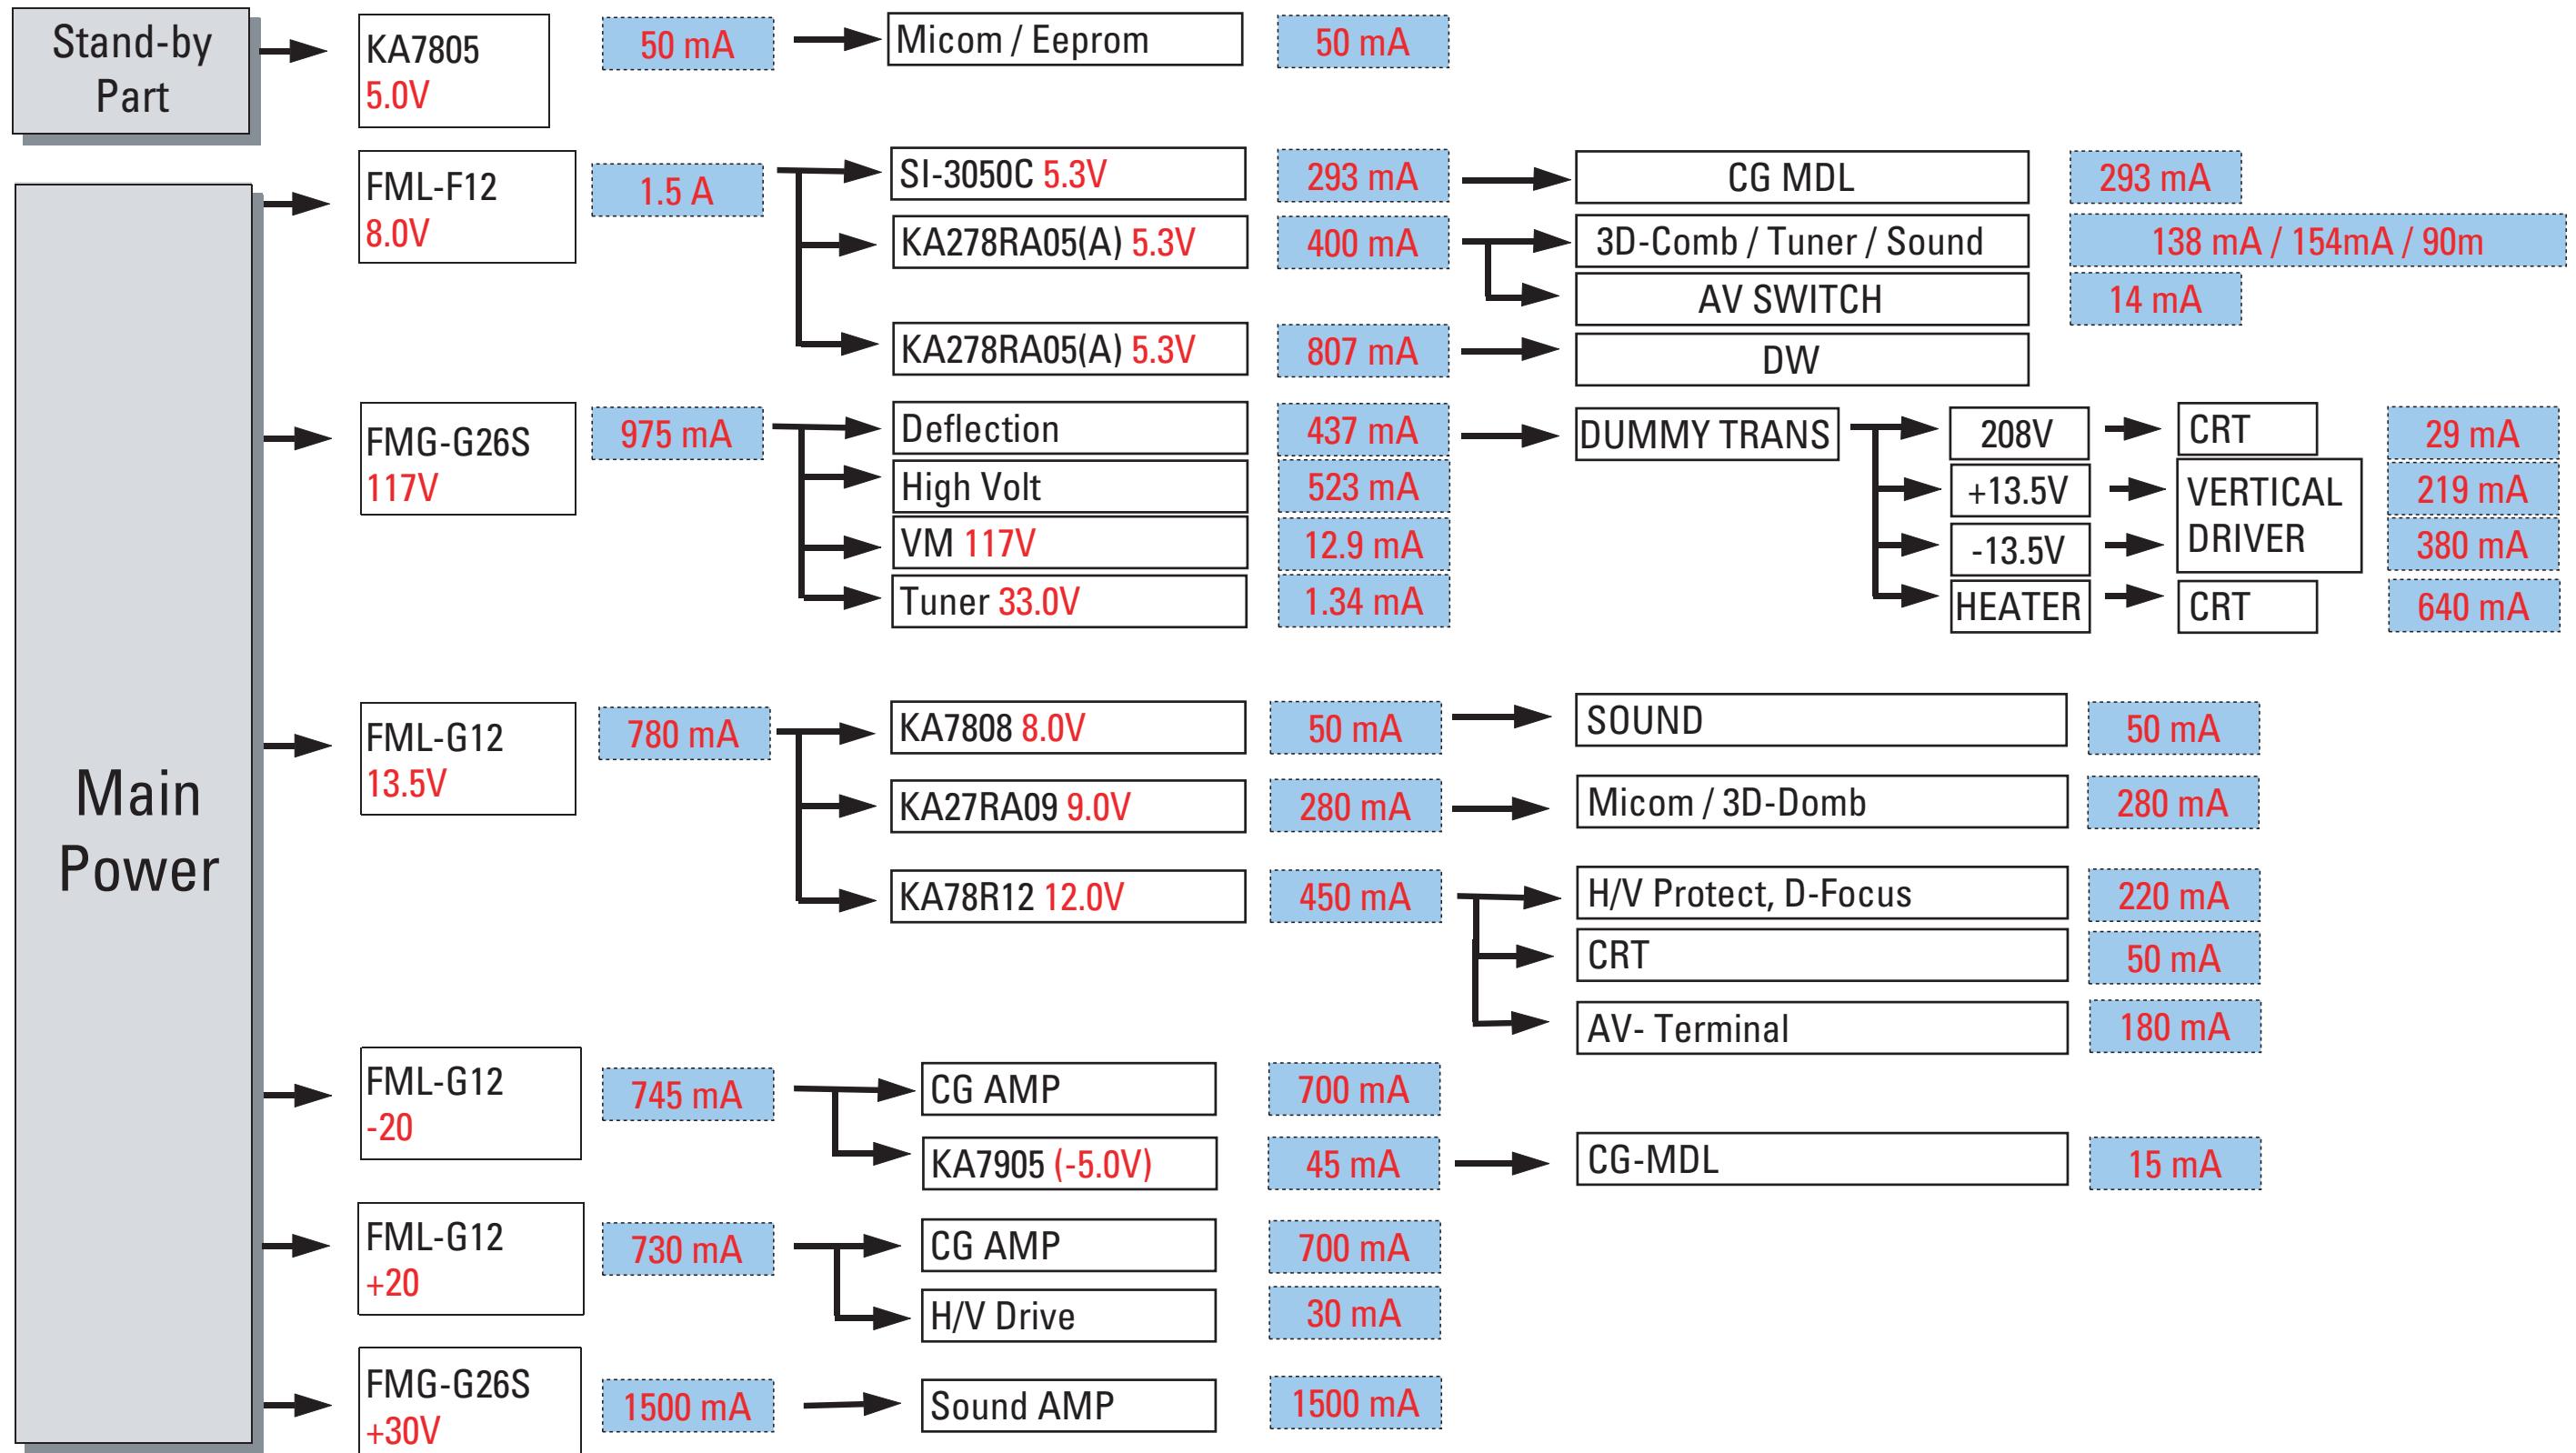 Stand-by
Part
KA7805
5.0V
50 mA
Micom / Eeprom
50 mA
FML-F12
8.0V
1.5 A
SI-3050C 5.3V
293 mA
CG MDL
293 mA
KA278RA05(A) 5.3V
400 mA
3D-Comb / Tuner / Sound
138 mA / 154mA / 90m
AV SWITCH
14 mA
KA278RA05(A) 5.3V
807 mA
DW
Main
Power
FMG-G26S
117V
975 mA
Deflection
437 mA
DUMMY TRANS
208V
CRT
29 mA
High Volt
523 mA
+13.5V
VERTICAL
DRIVER
219 mA
VM 117V
12.9 mA
-13.5V
380 mA
Tuner 33.0V
1.34 mA
HEATER
CRT
640 mA
FML-G12
13.5V
780 mA
KA7808 8.0V
50 mA
SOUND
50 mA
KA27RA09 9.0V
280 mA
Micom / 3D-Domb
280 mA
KA78R12 12.0V
450 mA
H/V Protect, D-Focus
220 mA
CRT
50 mA
AV- Terminal
180 mA
FML-G12
-20
745 mA
CG AMP
700 mA
KA7905 (-5.0V)
45 mA
CG-MDL
15 mA
FML-G12
+20
730 mA
CG AMP
700 mA
H/V Drive
30 mA
FMG-G26S
+30V
1500 mA
Sound AMP
1500 mA